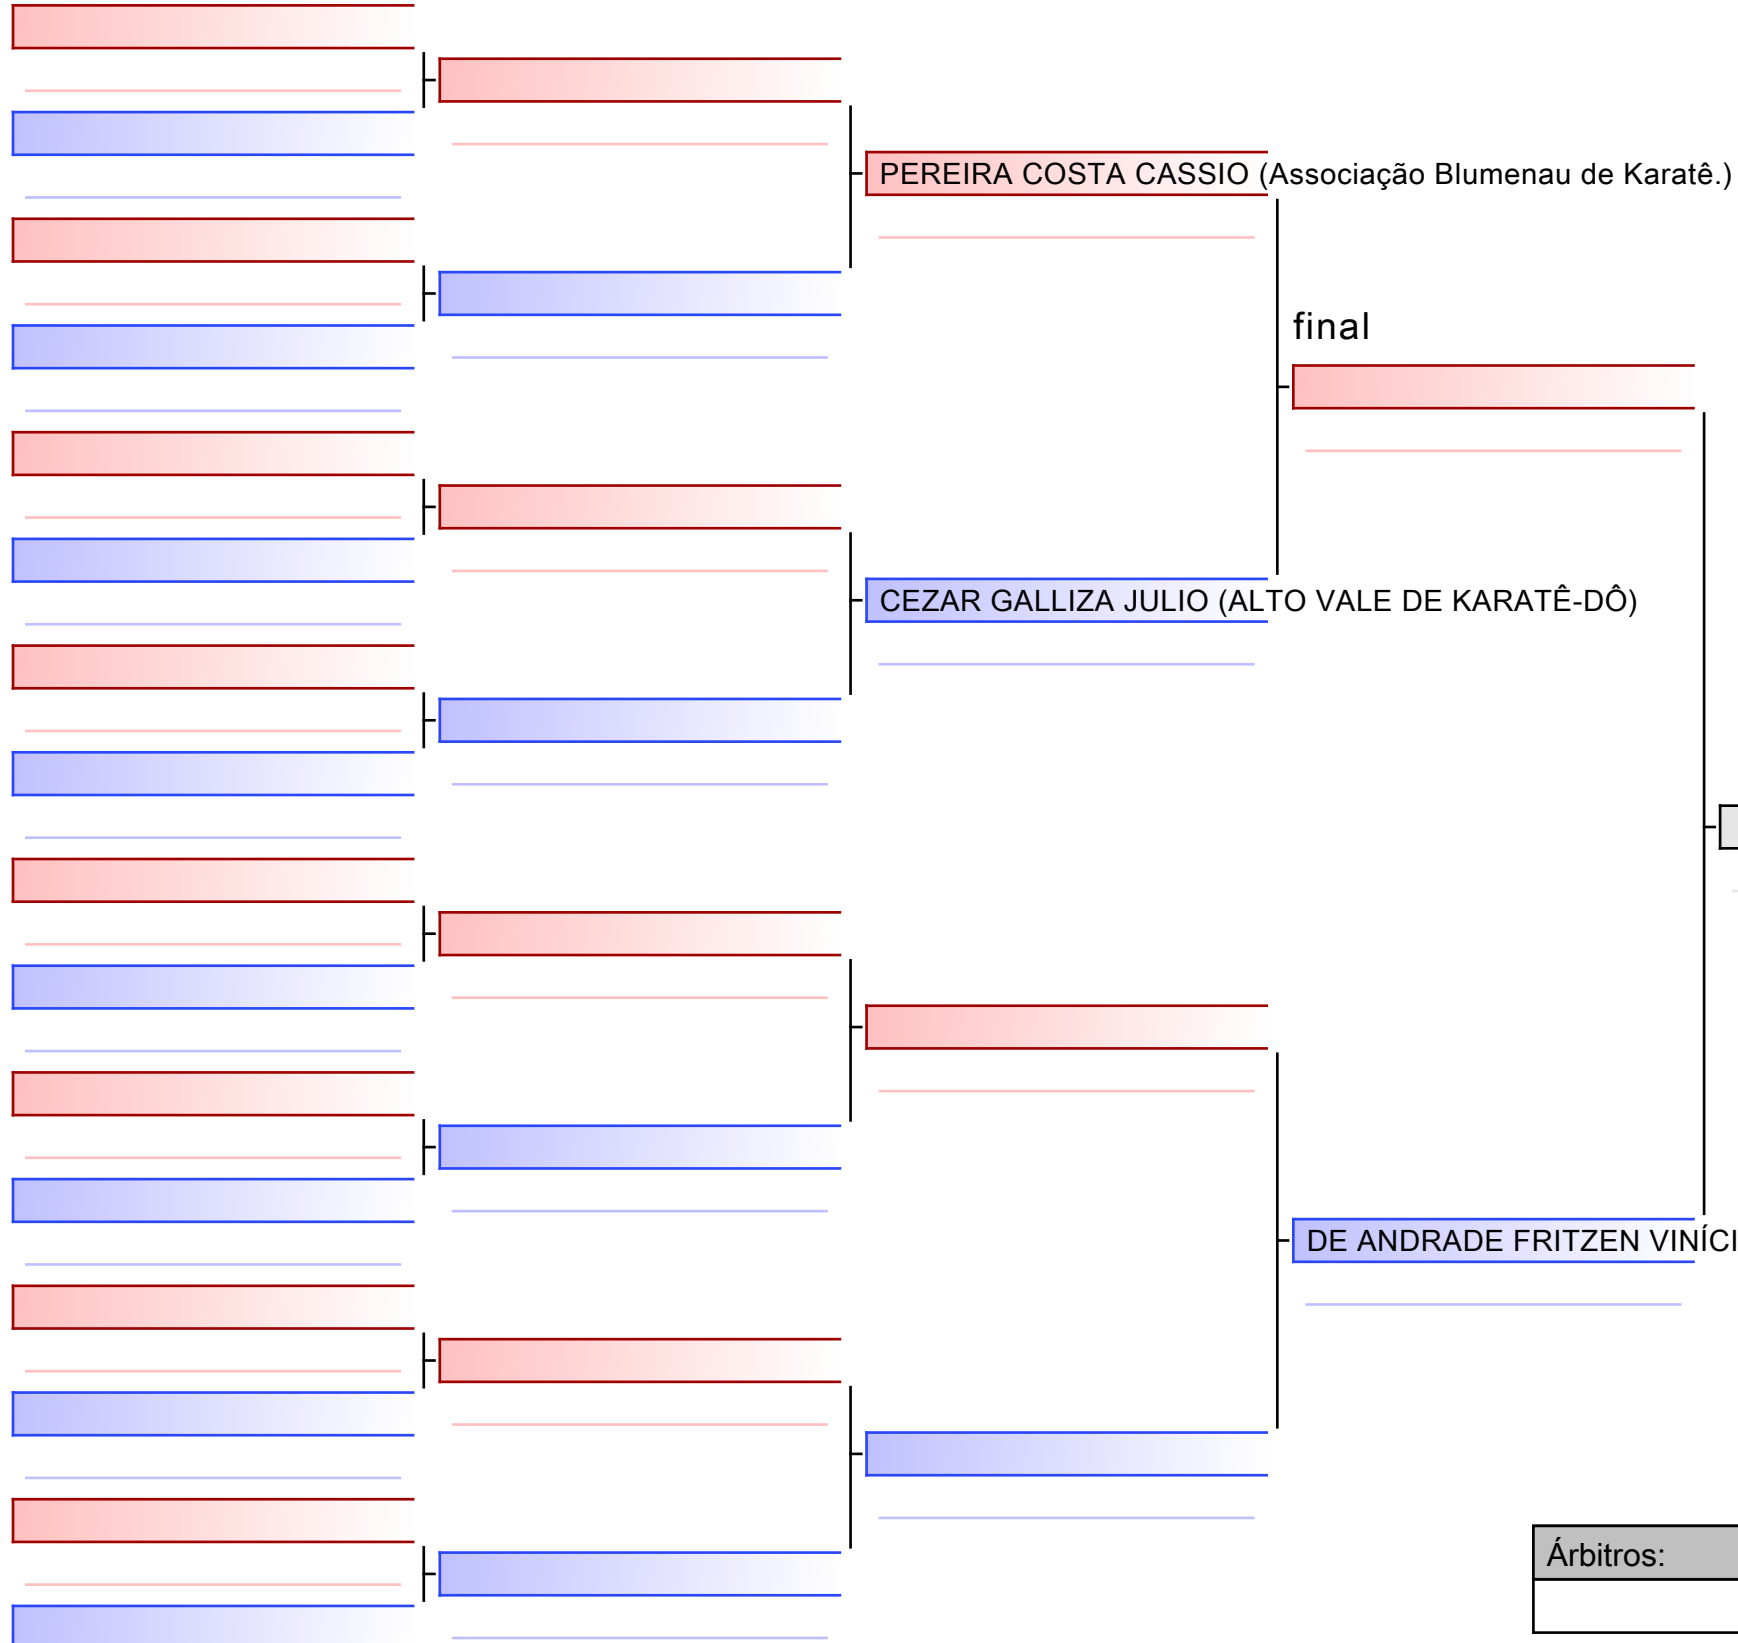 PEREIRA COSTA CASSIO (Associação Blumenau de Karatê.)
final
CEZAR GALLIZA JULIO (ALTO VALE DE KARATÊ-DÔ)
DE ANDRADE FRITZEN VINÍCI
Árbitros: